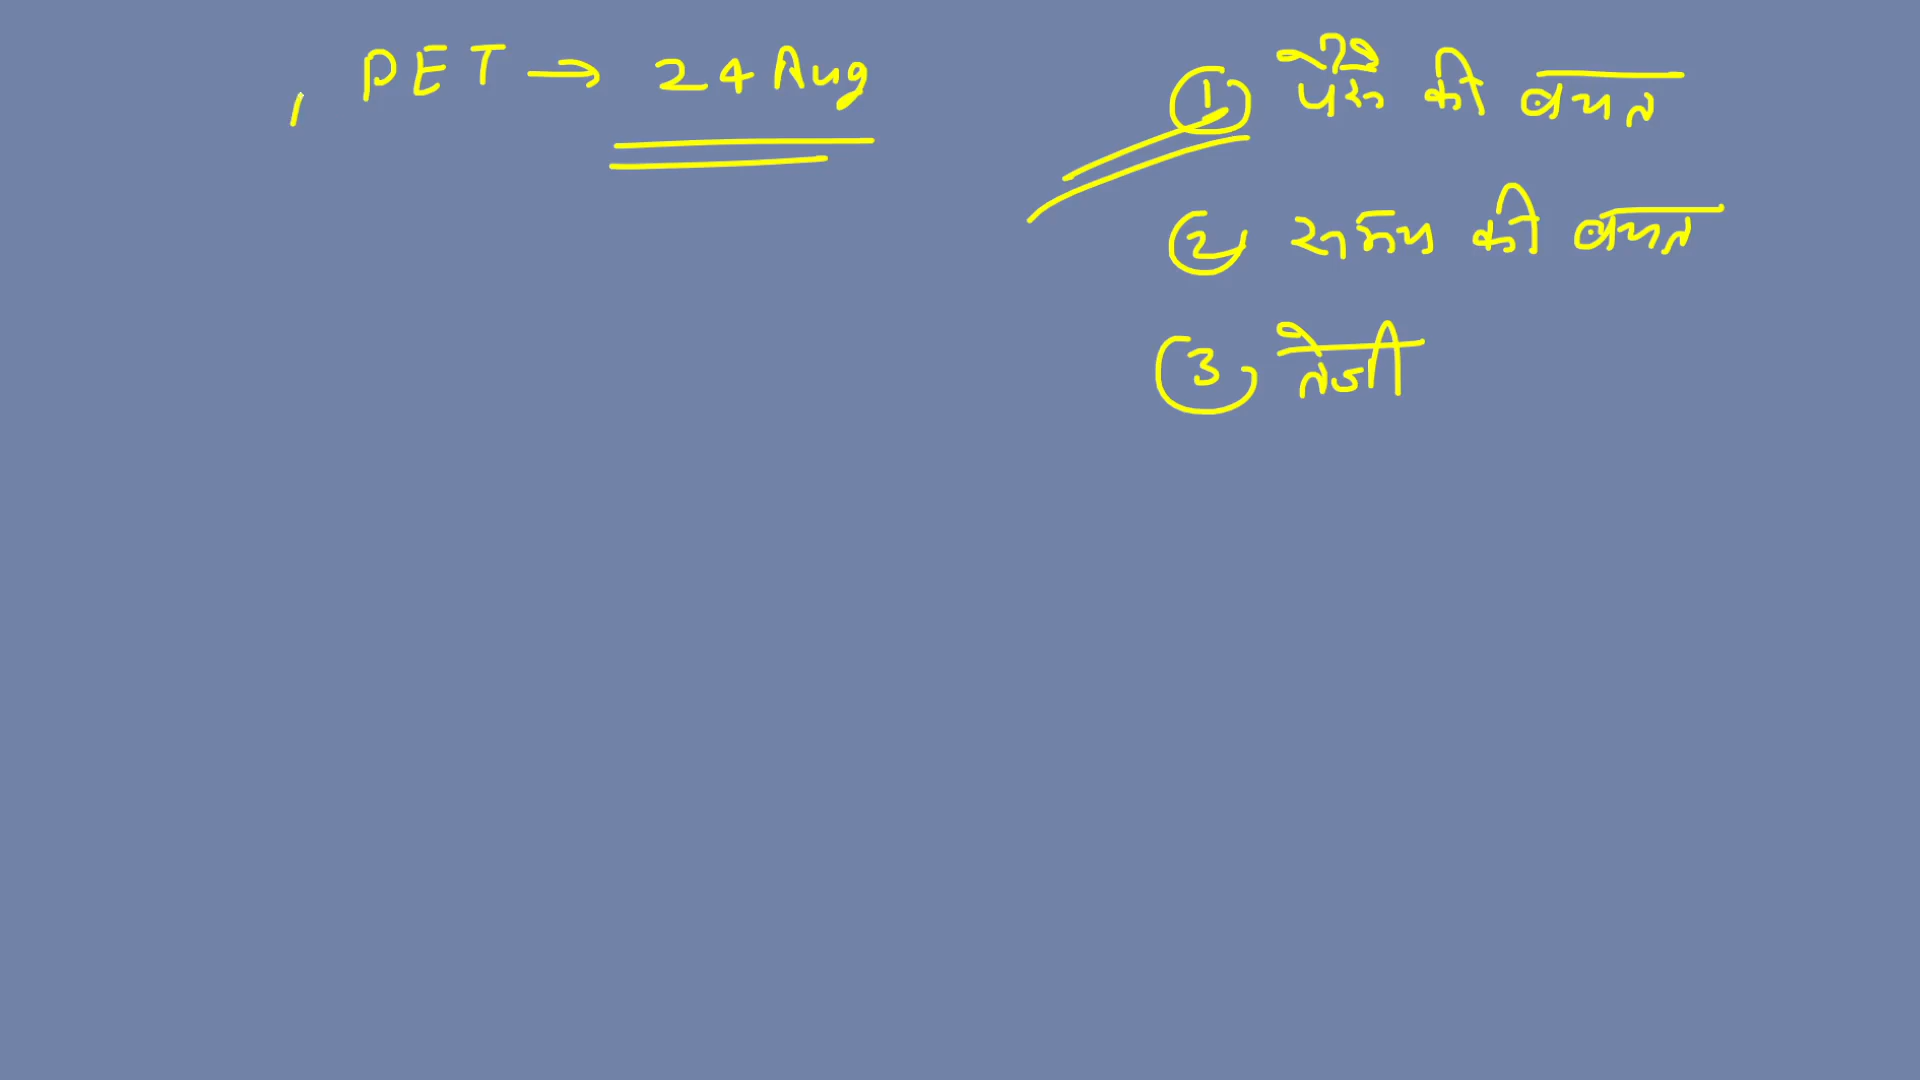 PET → 24 Aug
① पैसे की बचत
② समय की बचत
③ तेजी